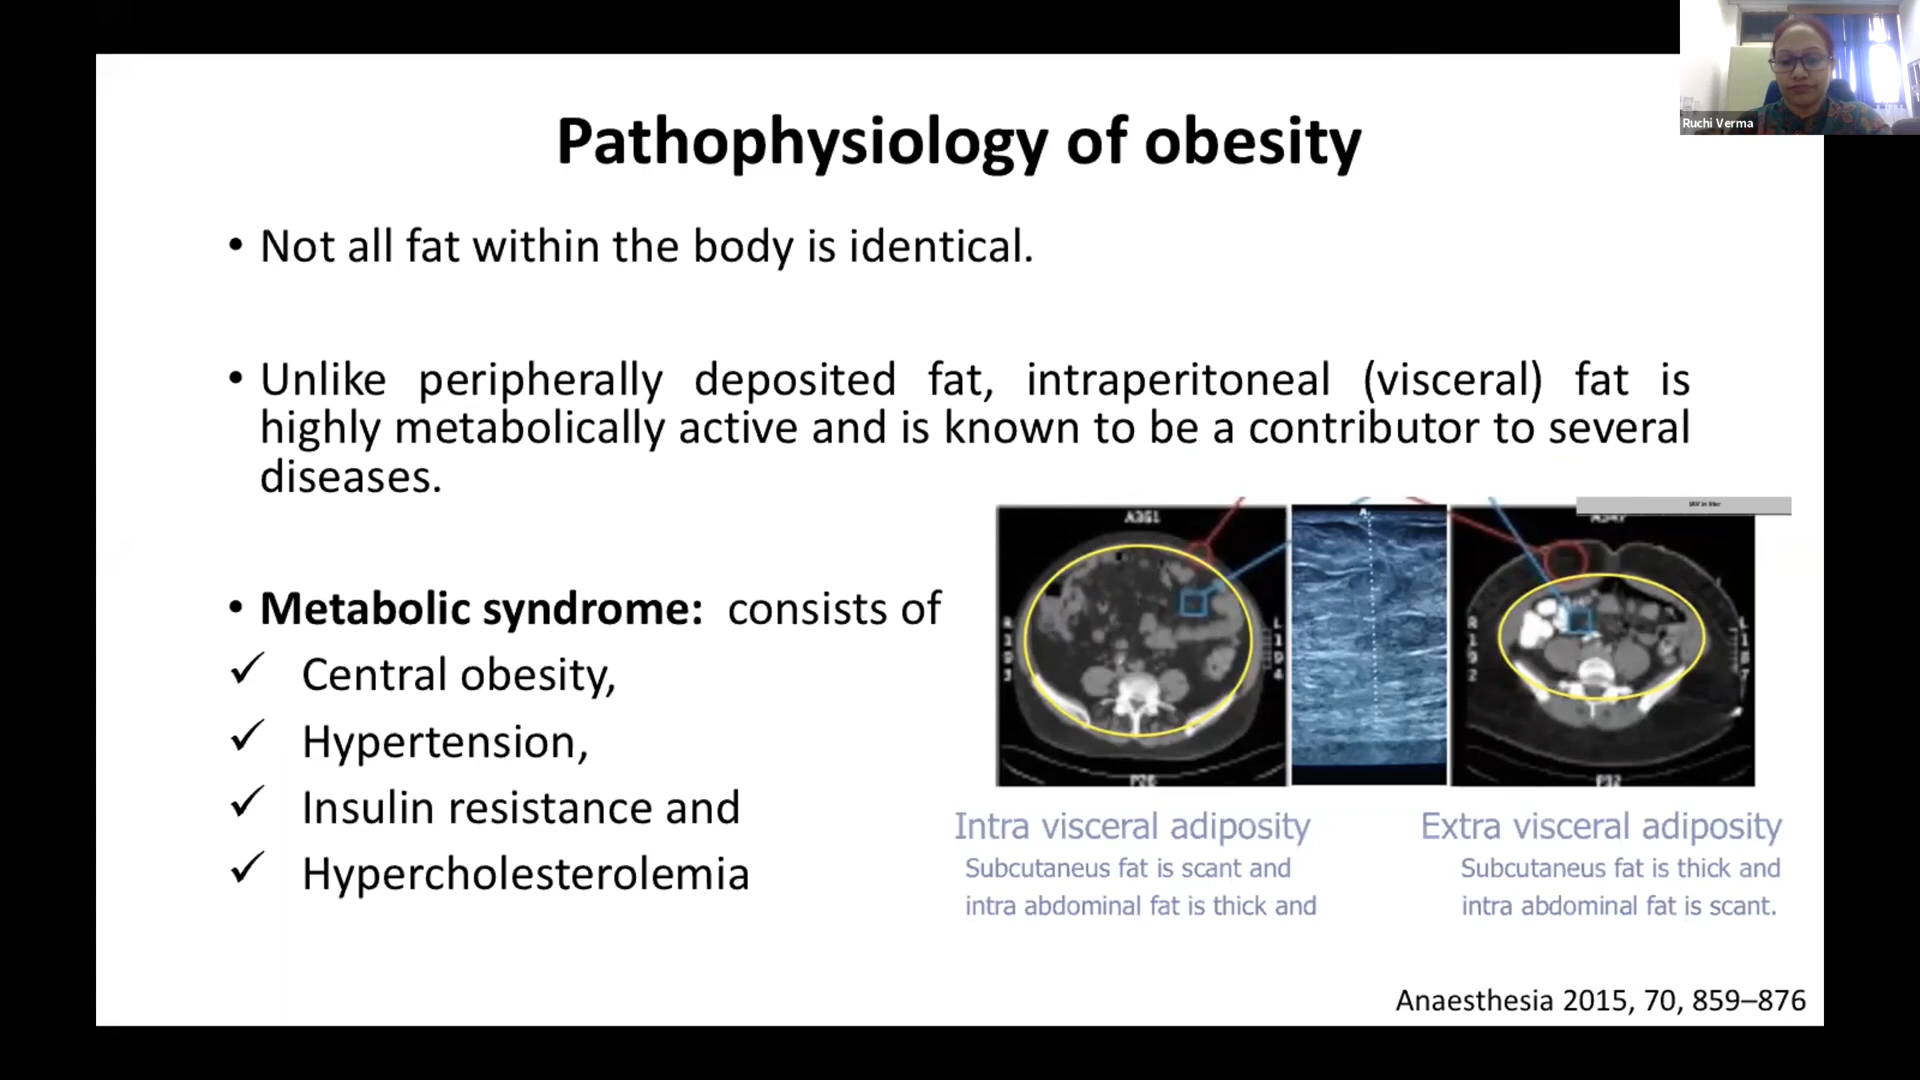 Ruchi Verma
Pathophysiology of obesity
• Not all fat within the body is identical.
• Unlike peripherally deposited fat, intraperitoneal (visceral) fat is
highly metabolically active and is known to be a contributor to several
diseases.
• Metabolic syndrome: consists of
✓ Central obesity,
✓ Hypertension,
✓ Insulin resistance and
✓ Hypercholesterolemia
A361
P26
Intra visceral adiposity
Subcutaneus fat is scant and
intra abdominal fat is thick and
P32
Extra visceral adiposity
Subcutaneus fat is thick and
intra abdominal fat is scant.
Anaesthesia 2015, 70, 859–876